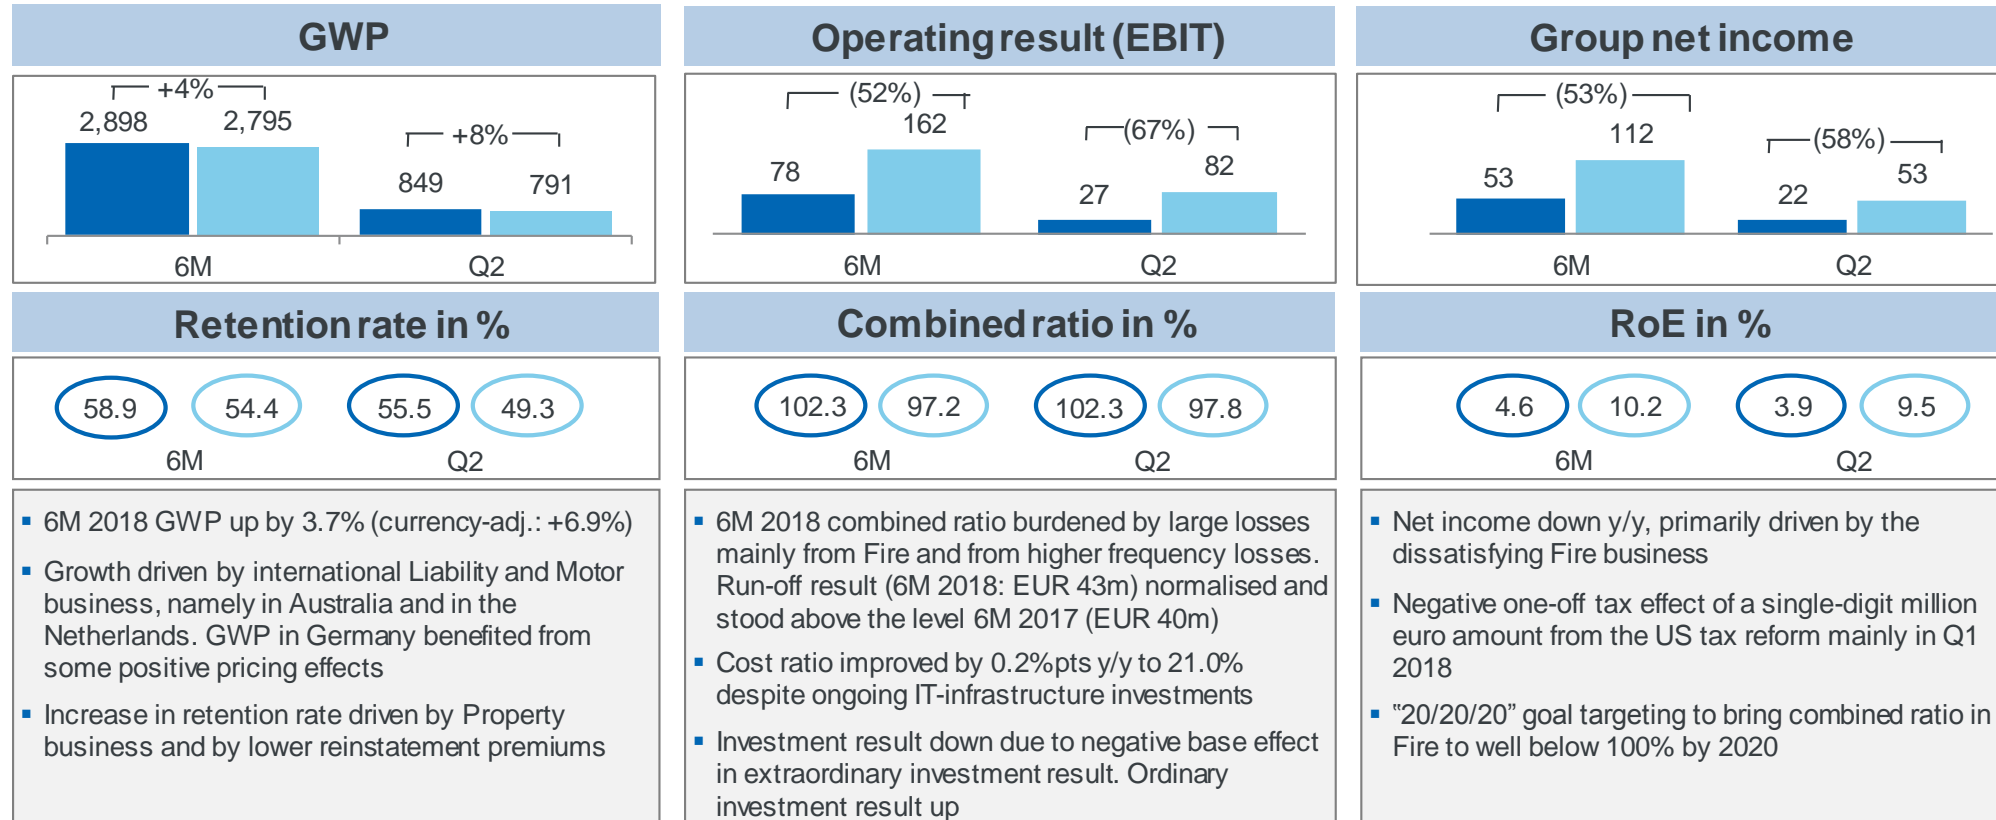 GWP
+4%
2,898
2,795
+8%
849
791
6M
Q2
Operating result (EBIT)
(52%)
162
78
(67%)
82
27
6M
Q2
Group net income
(53%)
112
53
(58%)
53
22
6M
Q2
Retention rate in %
58.9
54.4
55.5
49.3
6M
Q2
Combined ratio in %
102.3
97.2
102.3
97.8
6M
Q2
RoE in %
4.6
10.2
3.9
9.5
6M
Q2
▪ 6M 2018 GWP up by 3.7% (currency-adj.: +6.9%)
▪ Growth driven by international Liability and Motor
business, namely in Australia and in the
Netherlands. GWP in Germany benefited from
some positive pricing effects
▪ Increase in retention rate driven by Property
business and by lower reinstatement premiums
▪ 6M 2018 combined ratio burdened by large losses
mainly from Fire and from higher frequency losses.
Run-off result (6M 2018: EUR 43m) normalised and
stood above the level 6M 2017 (EUR 40m)
▪ Cost ratio improved by 0.2%pts y/y to 21.0%
despite ongoing IT-infrastructure investments
▪ Investment result down due to negative base effect
in extraordinary investment result. Ordinary
investment result up
▪ Net income down y/y, primarily driven by the
dissatisfying Fire business
▪ Negative one-off tax effect of a single-digit million
euro amount from the US tax reform mainly in Q1
2018
▪ “20/20/20” goal targeting to bring combined ratio in
Fire to well below 100% by 2020